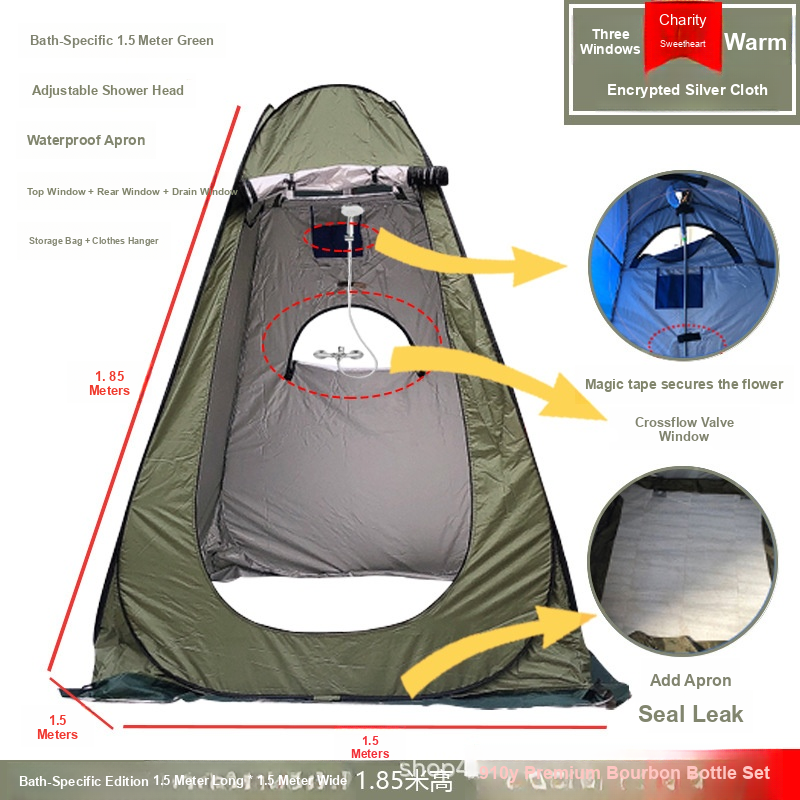 Bath-Specific 1.5 Meter Green
Adjustable Shower Head
Waterproof Apron
Top Window + Rear Window + Drain Window
Storage Bag + Clothes Hanger
Three
Windows
Charity
Sweetheart
Warm
Encrypted Silver Cloth
1. 85
Meters
Magic tape secures the flower
Crossflow Valve
Window
Add Apron
Seal Leak
1.5
Meters
1.5
Meters
shop4
Bath-Specific Edition 1.5 Meter Long / 1.5 Meter Wide 1.85米高
910y Premium Bourbon Bottle Set